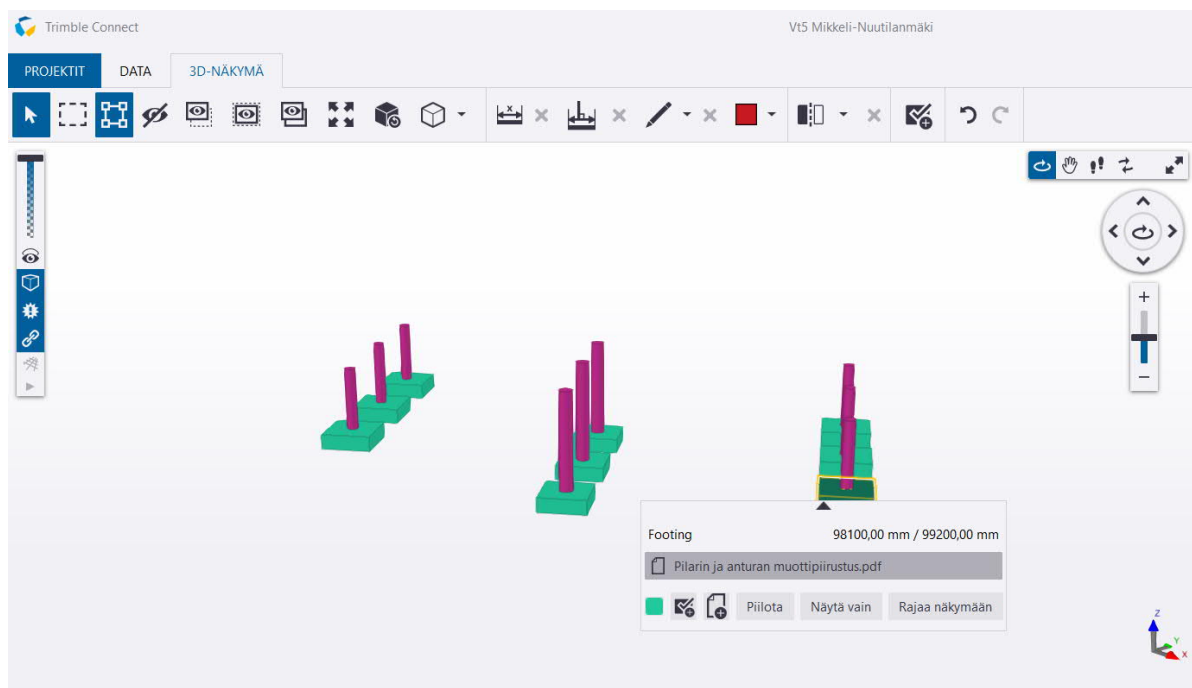 Trimble Connect
Vt5 Mikkeli-Nuutilanmäki
PROJEKTIT DATA 3D-NÄKYMÄ
Footing 98100,00 mm / 99200,00 mm
Pilarin ja anturan muottipiirustus.pdf
Piilota Näytä vain Rajaa näkymään
Z
Y
X